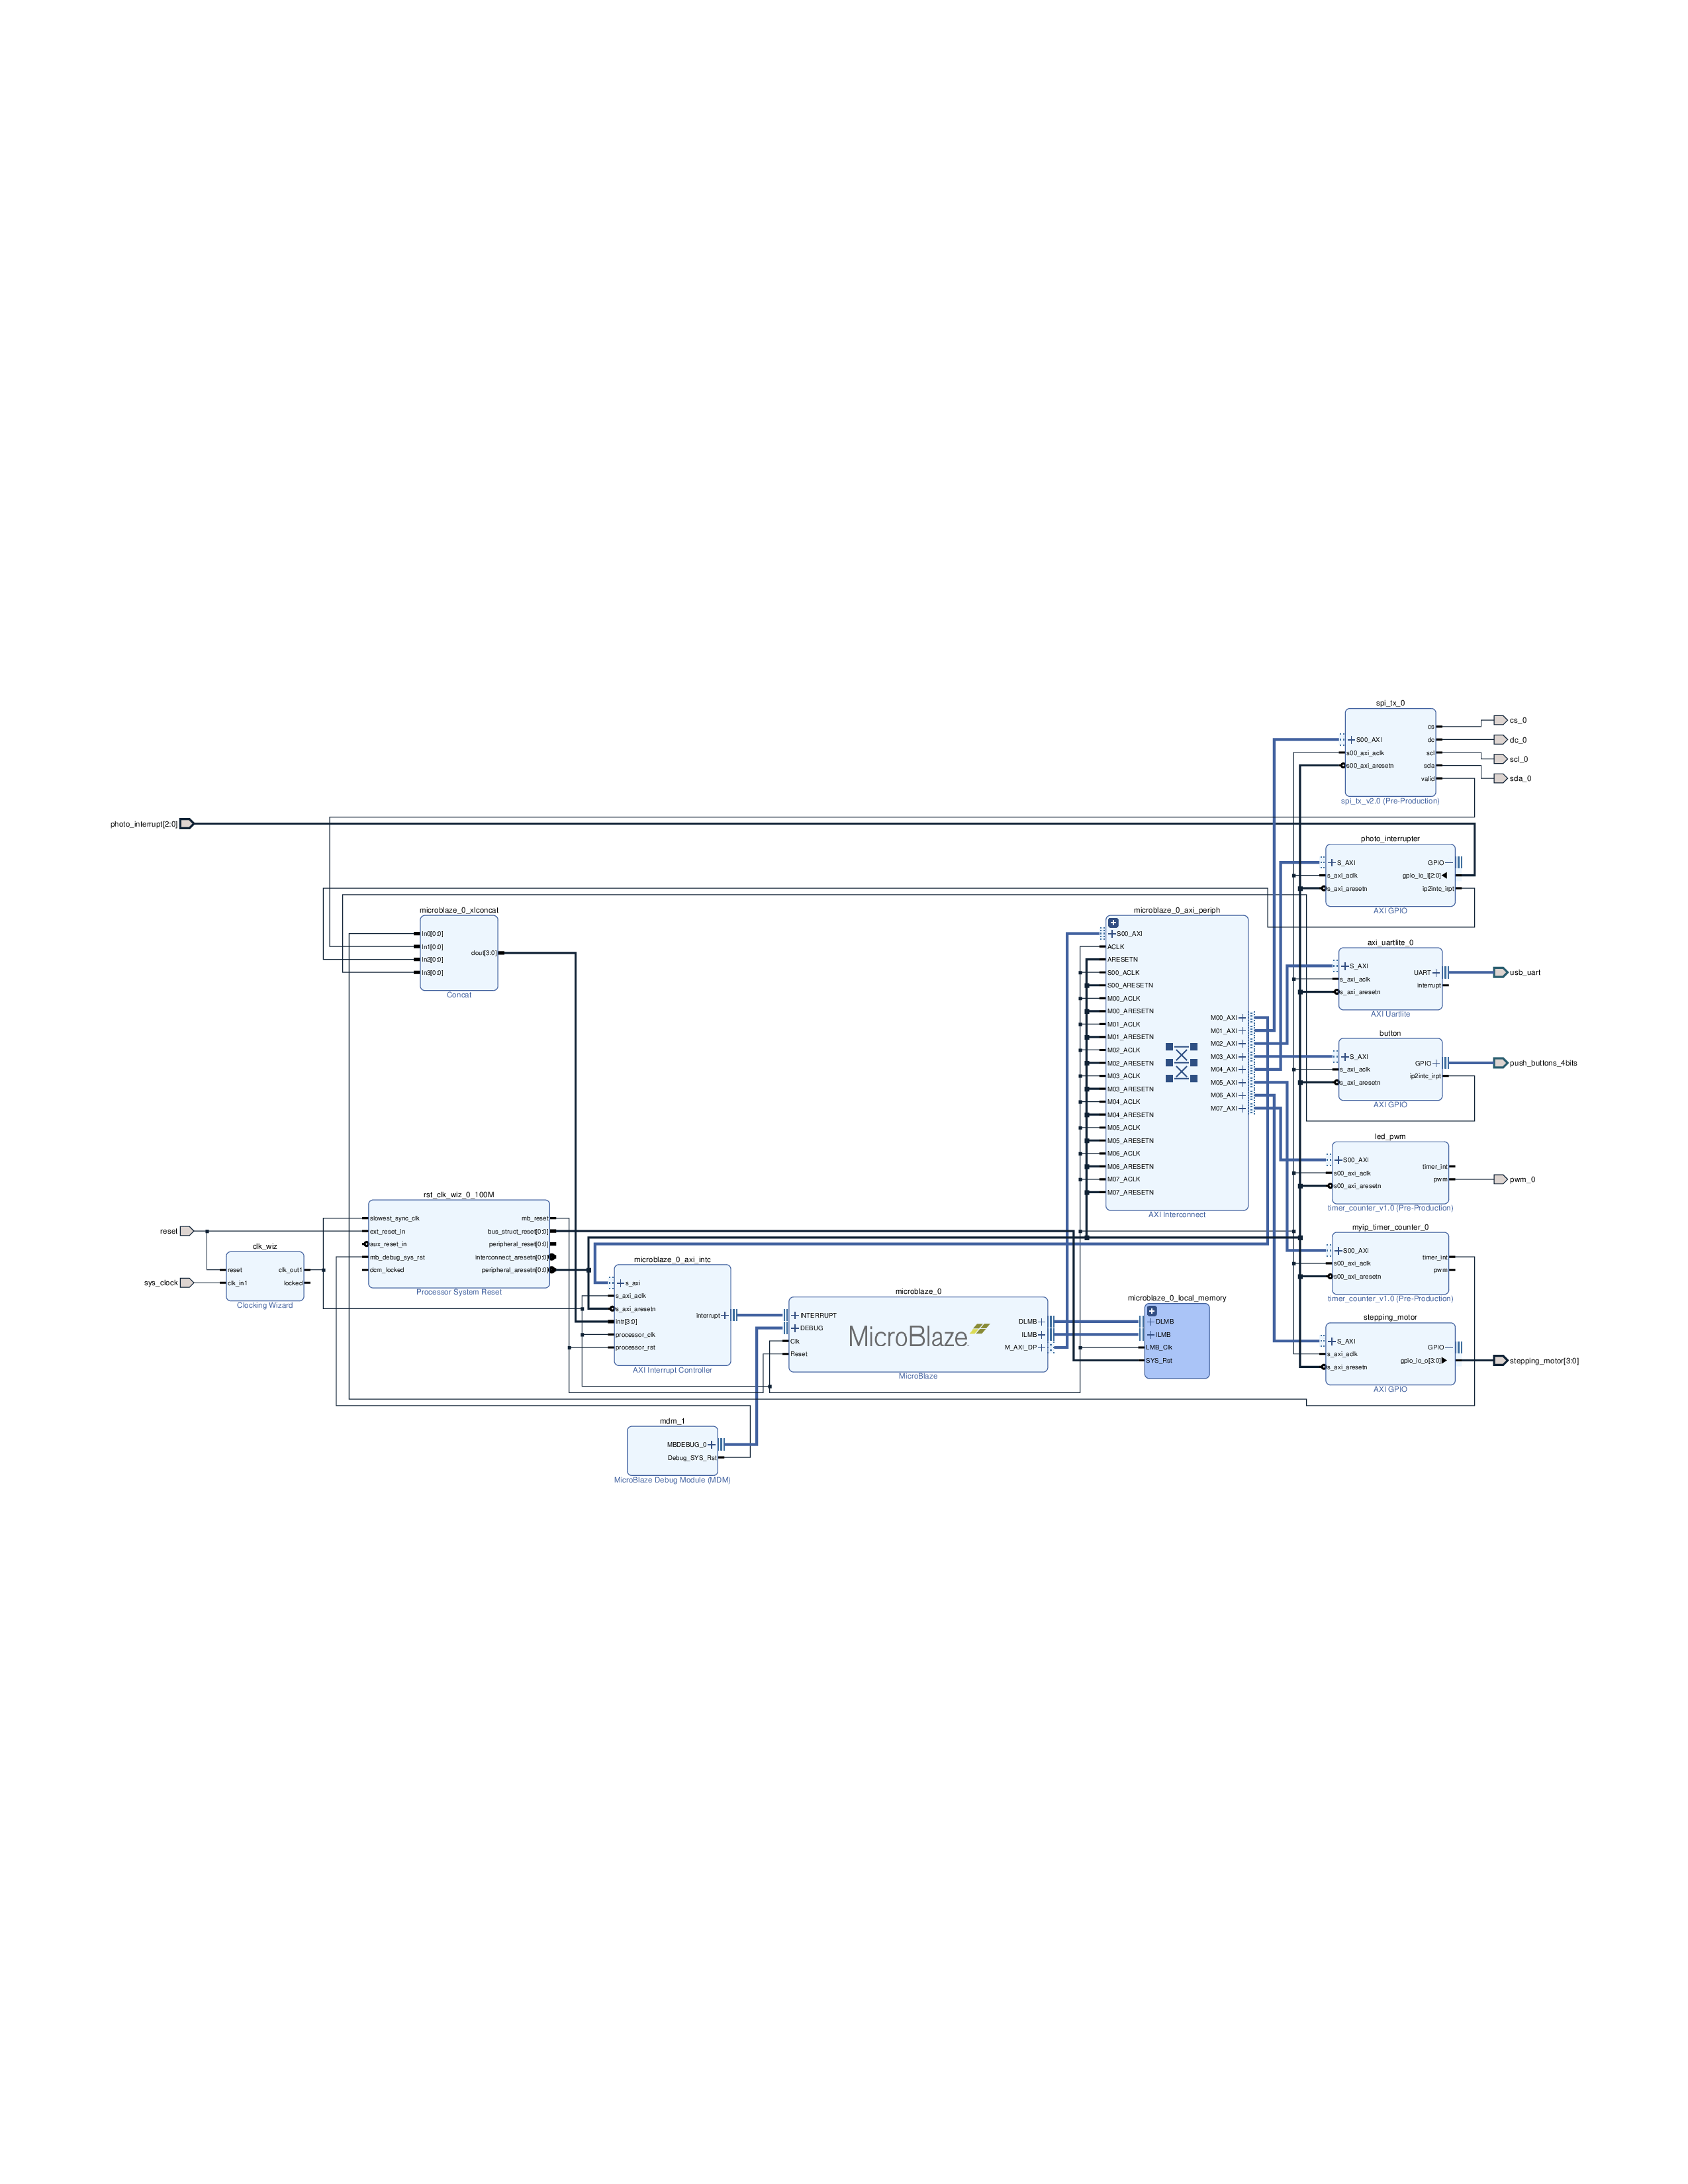 spi_tx_0
S00_AXI
s00_axi_aclk
s00_axi_aresetn
cs
dc
scl
sda
valid
spi_tx_v2.0 (Pre-Production)
cs_0
dc_0
scl_0
sda_0
photo_interrupt[2:0]
photo_interrupter
S_AXI
s_axi_aclk
s_axi_aresetn
GPIO
gpio_io_i[2:0]
ip2intc_irpt
AXI GPIO
microblaze_0_xlconcat
In0[0:0]
In1[0:0]
In2[0:0]
In3[0:0]
dout[3:0]
Concat
microblaze_0_axi_periph
S00_AXI
ACLK
ARESETN
S00_ACLK
S00_ARESETN
M00_ACLK
M00_ARESETN
M01_ACLK
M01_ARESETN
M02_ACLK
M02_ARESETN
M03_ACLK
M03_ARESETN
M04_ACLK
M04_ARESETN
M05_ACLK
M05_ARESETN
M06_ACLK
M06_ARESETN
M07_ACLK
M07_ARESETN
M00_AXI
M01_AXI
M02_AXI
M03_AXI
M04_AXI
M05_AXI
M06_AXI
M07_AXI
AXI Interconnect
axi_uartlite_0
S_AXI
s_axi_aclk
s_axi_aresetn
UART
interrupt
AXI Uartlite
usb_uart
button
S_AXI
s_axi_aclk
s_axi_aresetn
GPIO
ip2intc_irpt
AXI GPIO
push_buttons_4bits
led_pwm
S00_AXI
s00_axi_aclk
s00_axi_aresetn
timer_int
pwm
timer_counter_v1.0 (Pre-Production)
pwm_0
myip_timer_counter_0
S00_AXI
s00_axi_aclk
s00_axi_aresetn
timer_int
pwm
timer_counter_v1.0 (Pre-Production)
stepping_motor
S_AXI
s_axi_aclk
s_axi_aresetn
GPIO
gpio_io_o[3:0]
AXI GPIO
stepping_motor[3:0]
reset
sys_clock
clk_wiz
reset
clk_in1
clk_out1
locked
Clocking Wizard
rst_clk_wiz_0_100M
slowest_sync_clk
ext_reset_in
aux_reset_in
mb_debug_sys_rst
dcm_locked
mb_reset
bus_struct_reset[0:0]
peripheral_reset[0:0]
interconnect_aresetn[0:0]
peripheral_aresetn[0:0]
Processor System Reset
microblaze_0_axi_intc
s_axi
s_axi_aclk
s_axi_aresetn
intr[3:0]
processor_clk
processor_rst
interrupt
AXI Interrupt Controller
microblaze_0
INTERRUPT
DEBUG
Clk
Reset
MicroBlaze
DLMB
ILMB
M_AXI_DP
MicroBlaze
microblaze_0_local_memory
DLMB
ILMB
LMB_Clk
SYS_Rst
mdm_1
MBDEBUG_0
Debug_SYS_Rst
MicroBlaze Debug Module (MDM)